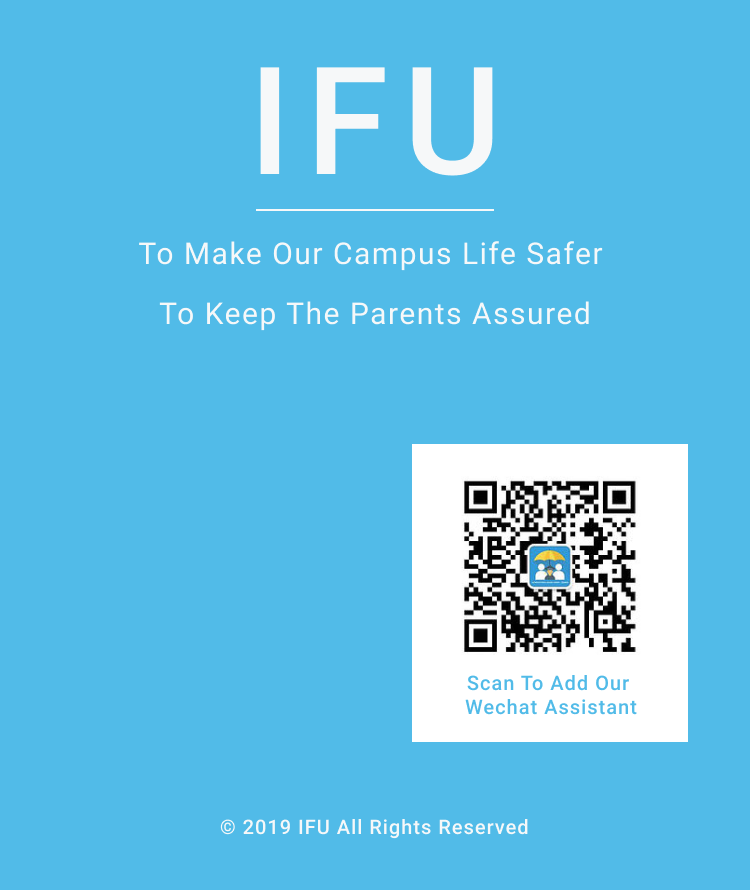 IFU
To Make Our Campus Life Safer
To Keep The Parents Assured
Scan To Add Our
Wechat Assistant
© 2019 IFU All Rights Reserved